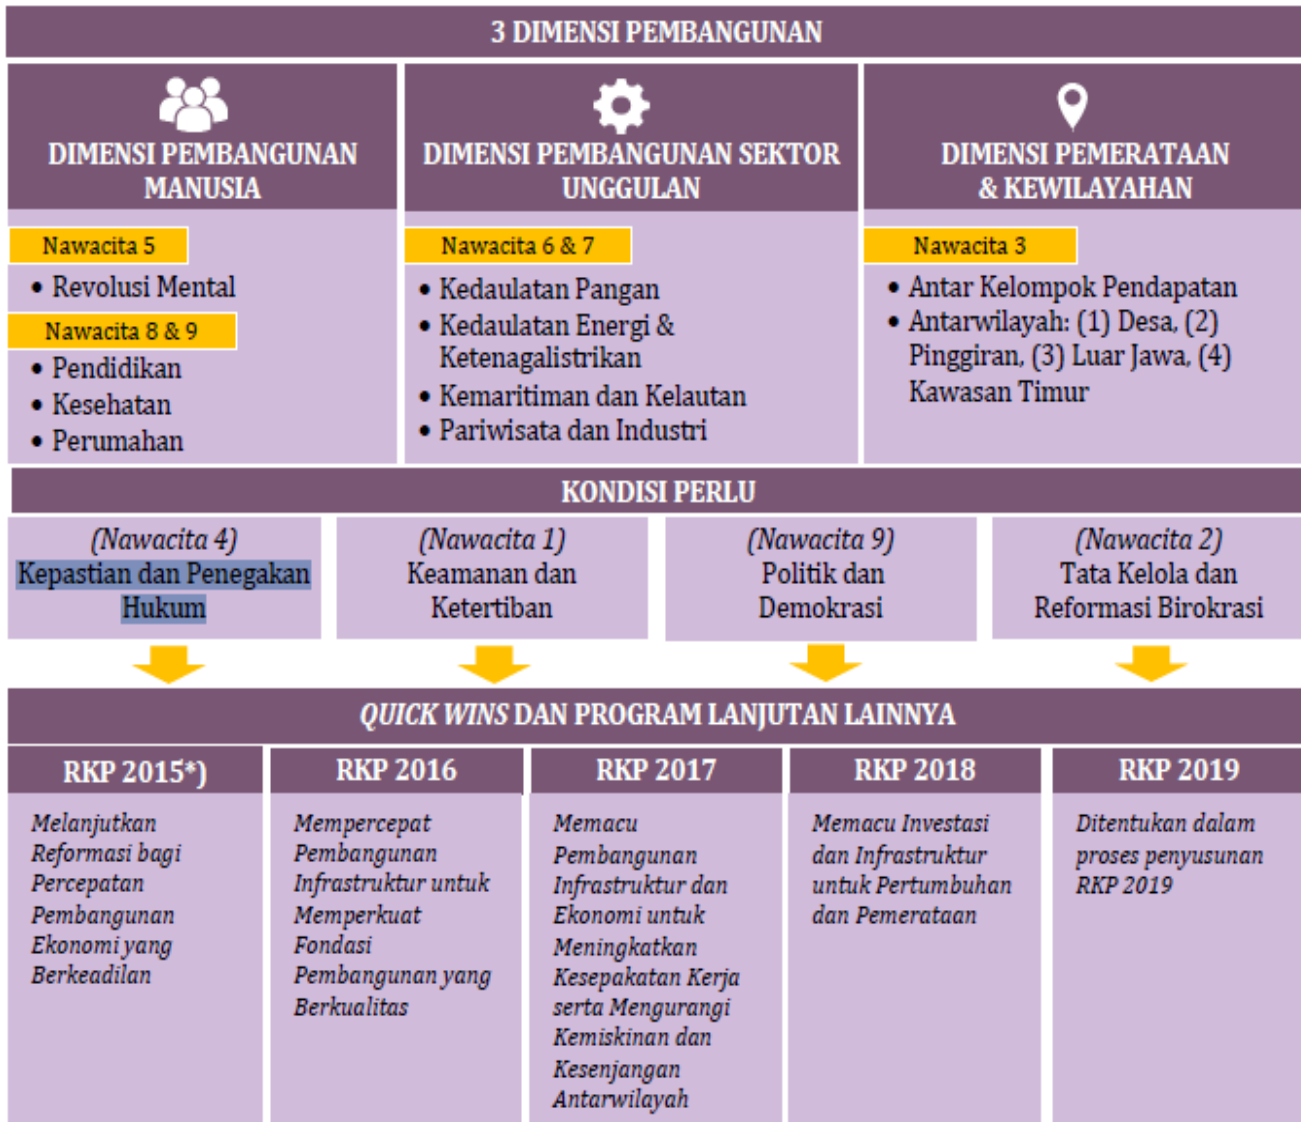 3 DIMENSI PEMBANGUNAN
DIMENSI PEMBANGUNAN
MANUSIA
Nawacita 5
• Revolusi Mental
Nawacita 8 & 9
• Pendidikan
• Kesehatan
• Perumahan
DIMENSI PEMBANGUNAN SEKTOR
UNGGULAN
Nawacita 6 & 7
• Kedaulatan Pangan
• Kedaulatan Energi &
Ketenagalistrikan
• Kemaritiman dan Kelautan
• Pariwisata dan Industri
DIMENSI PEMERATAAN
& KEWILAYAHAN
Nawacita 3
• Antar Kelompok Pendapatan
• Antarwilayah: (1) Desa, (2)
Pinggiran, (3) Luar Jawa, (4)
Kawasan Timur
KONDISI PERLU
(Nawacita 4)
Kepastian dan Penegakan
Hukum
(Nawacita 1)
Keamanan dan
Ketertiban
(Nawacita 9)
Politik dan
Demokrasi
(Nawacita 2)
Tata Kelola dan
Reformasi Birokrasi
QUICK WINS DAN PROGRAM LANJUTAN LAINNYA
RKP 2015*)
Melanjutkan
Reformasi bagi
Percepatan
Pembangunan
Ekonomi yang
Berkeadilan
RKP 2016
Mempercepat
Pembangunan
Infrastruktur untuk
Memperkuat
Fondasi
Pembangunan yang
Berkualitas
RKP 2017
Memacu
Pembangunan
Infrastruktur dan
Ekonomi untuk
Meningkatkan
Kesepakatan Kerja
serta Mengurangi
Kemiskinan dan
Kesenjangan
Antarwilayah
RKP 2018
Memacu Investasi
dan Infrastruktur
untuk Pertumbuhan
dan Pemerataan
RKP 2019
Ditentukan dalam
proses penyusunan
RKP 2019